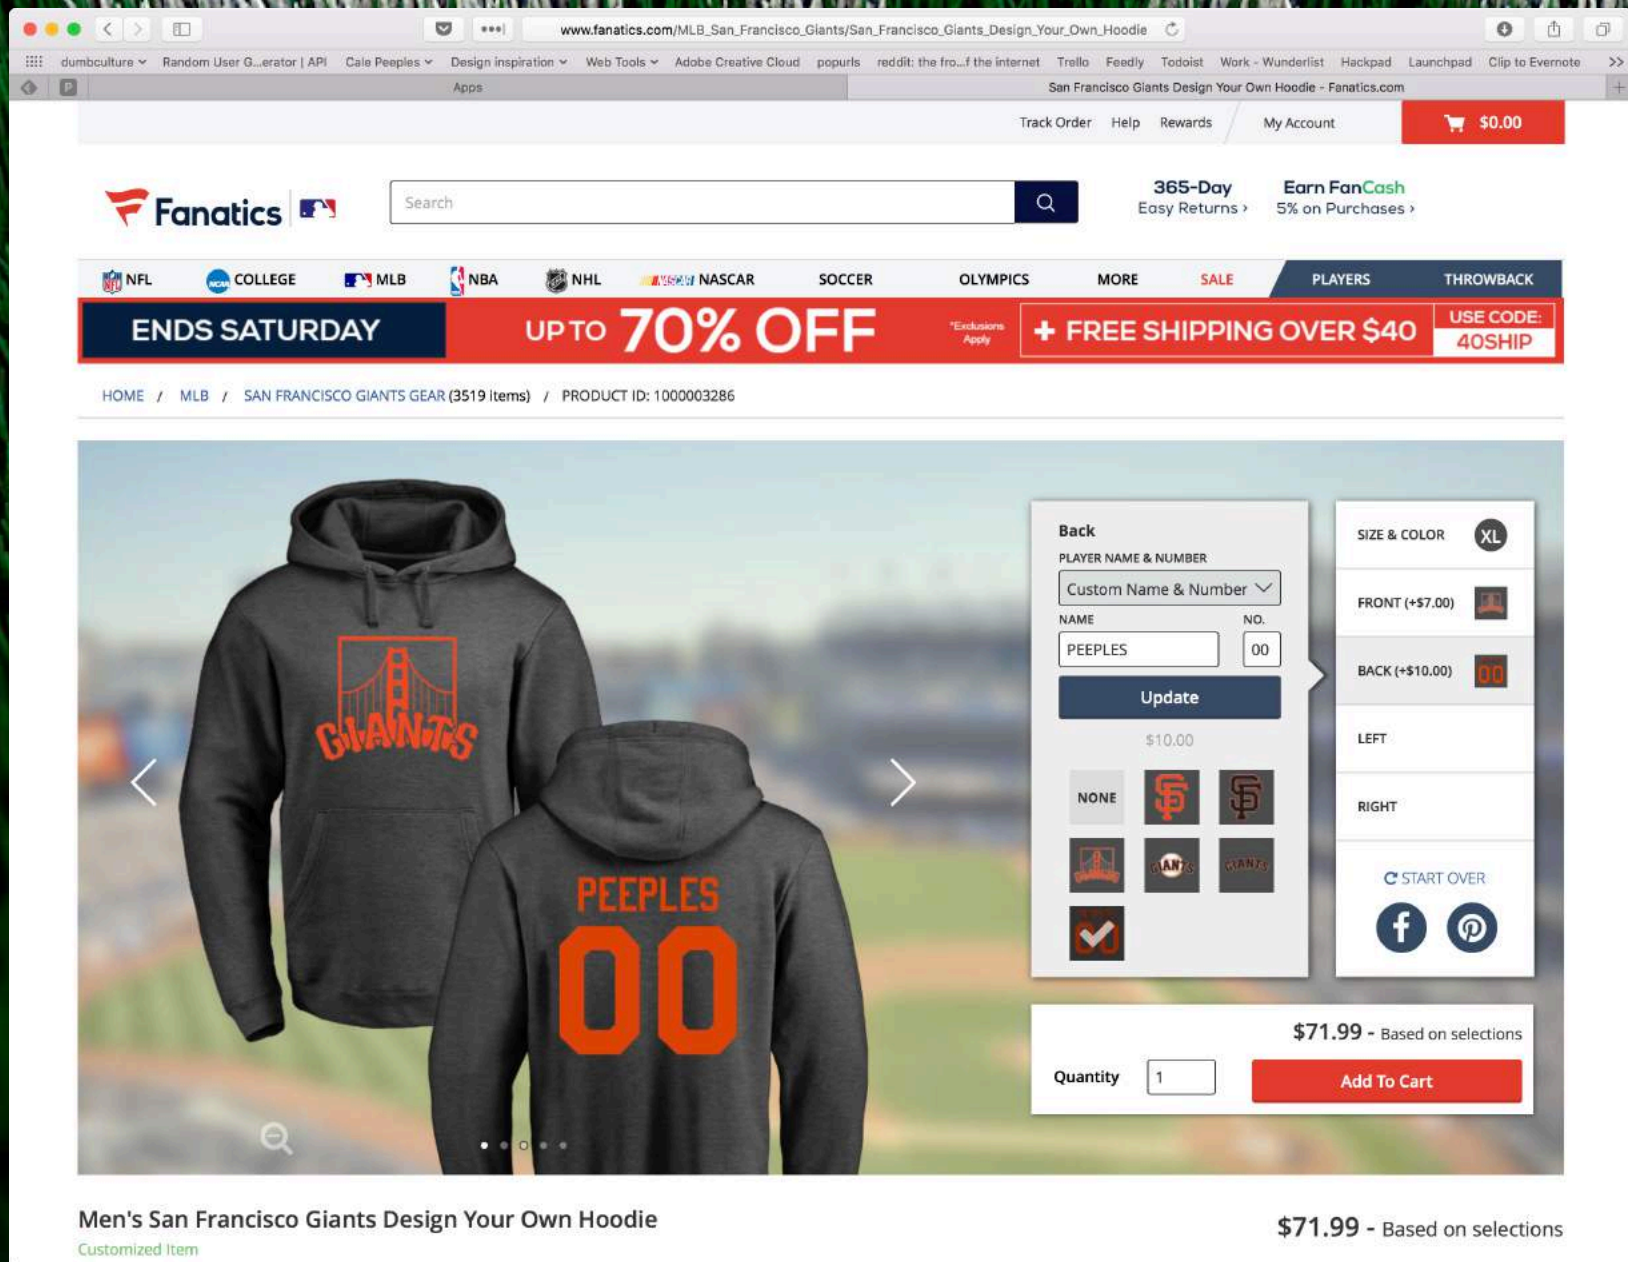 www.fanatics.com/MLB_San_Francisco_Giants/San_Francisco_Giants_Design_Your_Own_Hoodie
dumbculture Random User G...erator | API Cale Peeples Design inspiration Web Tools Adobe Creative Cloud popurls reddit: the fro...f the internet Trello Feedly Todoist Work - Wunderlist Hackpad Launchpad Clip to Evernote >>
Apps San Francisco Giants Design Your Own Hoodie - Fanatics.com
Track Order Help Rewards My Account $0.00
Fanatics
Search
365-Day
Easy Returns ›
Earn FanCash
5% on Purchases ›
NFL COLLEGE MLB NBA NHL NASCAR NASCAR SOCCER OLYMPICS MORE SALE PLAYERS THROWBACK
ENDS SATURDAY
UP TO 70% OFF
*Exclusions
Apply
+ FREE SHIPPING OVER $40
USE CODE:
40SHIP
HOME / MLB / SAN FRANCISCO GIANTS GEAR (3519 items) / PRODUCT ID: 1000003286
GIANTS
PEEPLES
00
Back
PLAYER NAME & NUMBER
Custom Name & Number
NAME NO.
PEEPLES 00
Update
$10.00
NONE SF SF
GIANTS GIANTS GIANTS
SIZE & COLOR XL
FRONT (+$7.00)
BACK (+$10.00) 00
LEFT
RIGHT
START OVER
$71.99 - Based on selections
Quantity 1 Add To Cart
Men's San Francisco Giants Design Your Own Hoodie
Customized Item
$71.99 - Based on selections